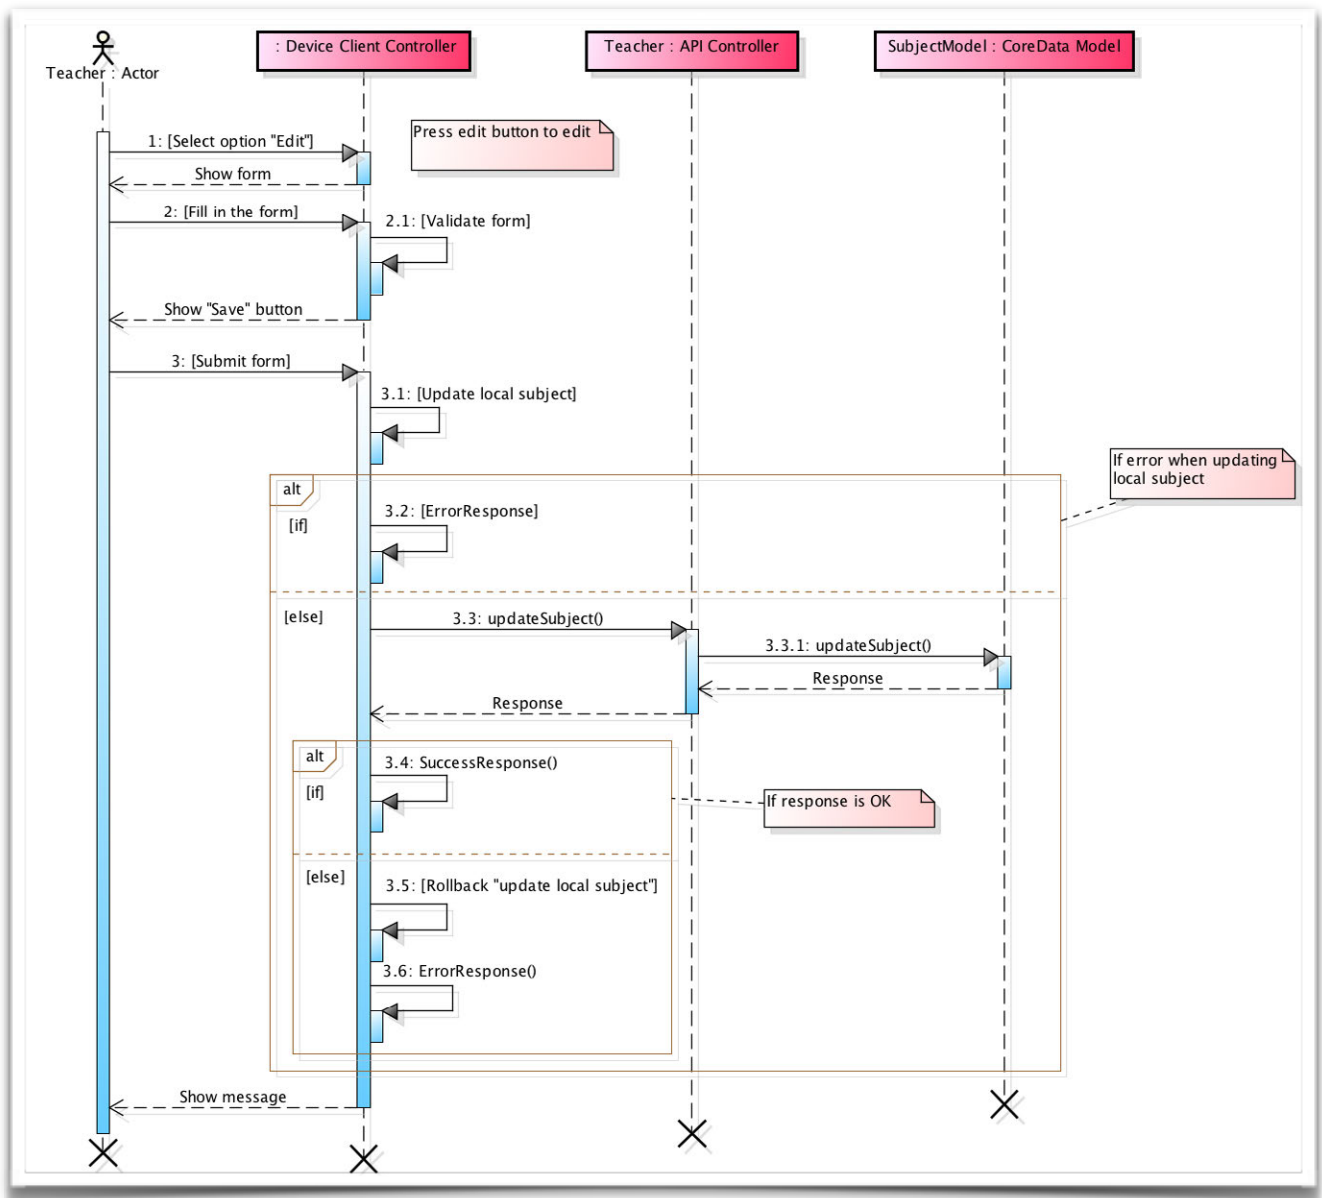 Teacher : Actor
: Device Client Controller
Teacher : API Controller
SubjectModel : CoreData Model
Press edit button to edit
1: [Select option "Edit"]
Show form
2: [Fill in the form]
2.1: [Validate form]
Show "Save" button
3: [Submit form]
3.1: [Update local subject]
If error when updating
local subject
alt
[if]
3.2: [ErrorResponse]
[else]
3.3: updateSubject()
3.3.1: updateSubject()
Response
Response
alt
3.4: SuccessResponse()
[if]
If response is OK
[else]
3.5: [Rollback "update local subject"]
3.6: ErrorResponse()
Show message